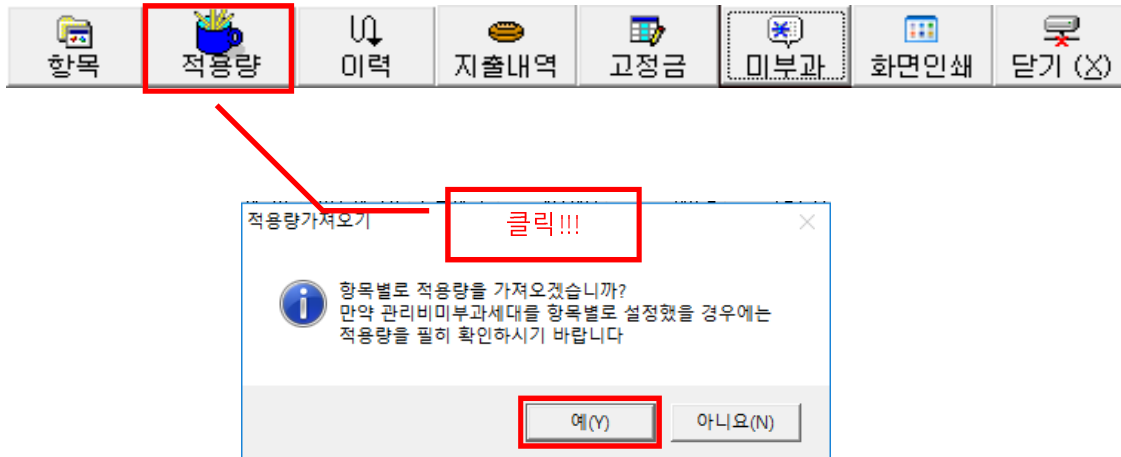 항목 적용량 이력 지출내역 고정금 미부과 화면인쇄 닫기 (X)
적용량가져오기
클릭!!!
항목별로 적용량을 가져오겠습니까?
만약 관리비미부과세대를 항목별로 설정했을 경우에는
적용량을 필히 확인하시기 바랍니다
예(Y) 아니요(N)